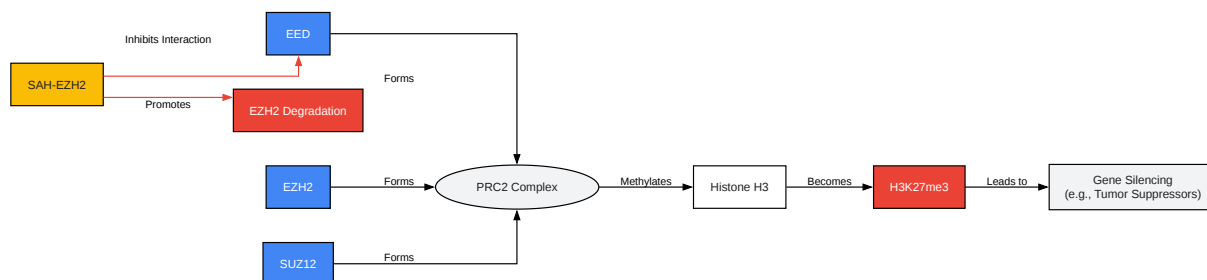 Inhibits Interaction
EED
SAH-EZH2
Forms
Promotes
EZH2 Degradation
EZH2
Forms
PRC2 Complex
Methylates
Histone H3
Becomes
H3K27me3
Leads to
Gene Silencing
(e.g., Tumor Suppressors)
SUZ12
Forms